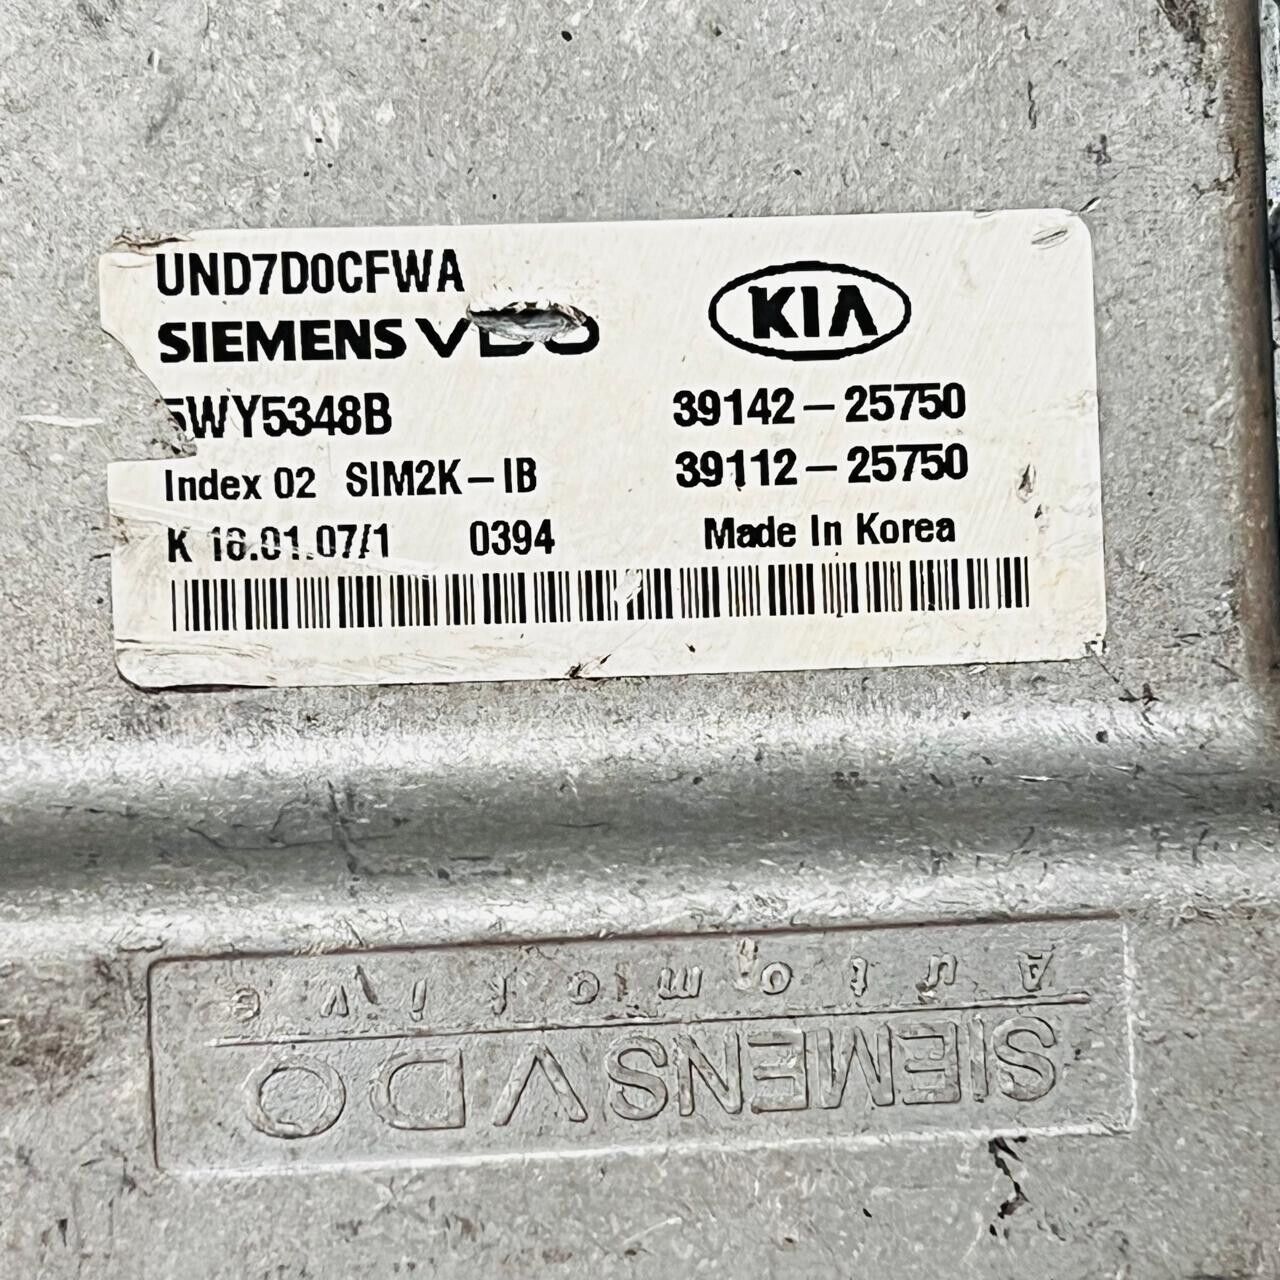 UND7D0CFWA
SIEMENS VDO
KIA
5WY5348B
39142-25750
Index 02 SIM2K-IB
39112-25750
K 16.01.07/1 0394
Made In Korea
SIEMENS VDO
Automotive